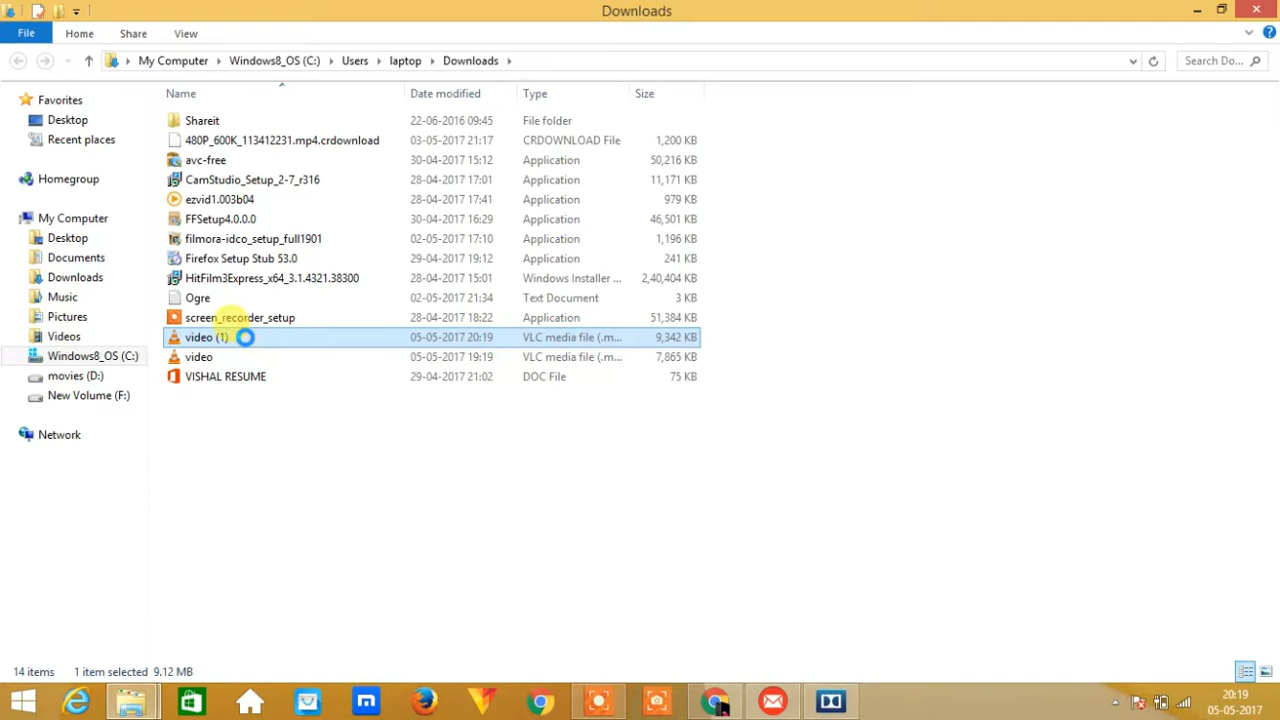 Downloads
File Home Share View
My Computer Windows8_OS (C:) Users laptop Downloads Search Do...
Name Date modified Type Size
Favorites
Desktop
Recent places
Homegroup
My Computer
Desktop
Documents
Downloads
Music
Pictures
Videos
Windows8_OS (C:)
movies (D:)
New Volume (F:)
Network
Shareit 22-06-2016 09:45 File folder
480P_600K_113412231.mp4.crdownload 03-05-2017 21:17 CRDOWNLOAD File 1,200 KB
avc-free 30-04-2017 15:12 Application 50,216 KB
CamStudio_Setup_2-7_r316 28-04-2017 17:01 Application 11,171 KB
ezvid1.003b04 28-04-2017 17:41 Application 979 KB
FFSetup4.0.0.0 30-04-2017 16:29 Application 46,501 KB
filmora-idco_setup_full1901 02-05-2017 17:10 Application 1,196 KB
Firefox Setup Stub 53.0 29-04-2017 19:12 Application 241 KB
HitFilm3Express_x64_3.1.4321.38300 28-04-2017 15:01 Windows Installer ... 2,40,404 KB
Ogre 02-05-2017 21:34 Text Document 3 KB
screen_recorder_setup 28-04-2017 18:22 Application 51,384 KB
video (1) 05-05-2017 20:19 VLC media file (.m... 9,342 KB
video 05-05-2017 19:19 VLC media file (.m... 7,865 KB
VISHAL RESUME 29-04-2017 21:02 DOC File 75 KB
14 items 1 item selected 9.12 MB
20:19
05-05-2017